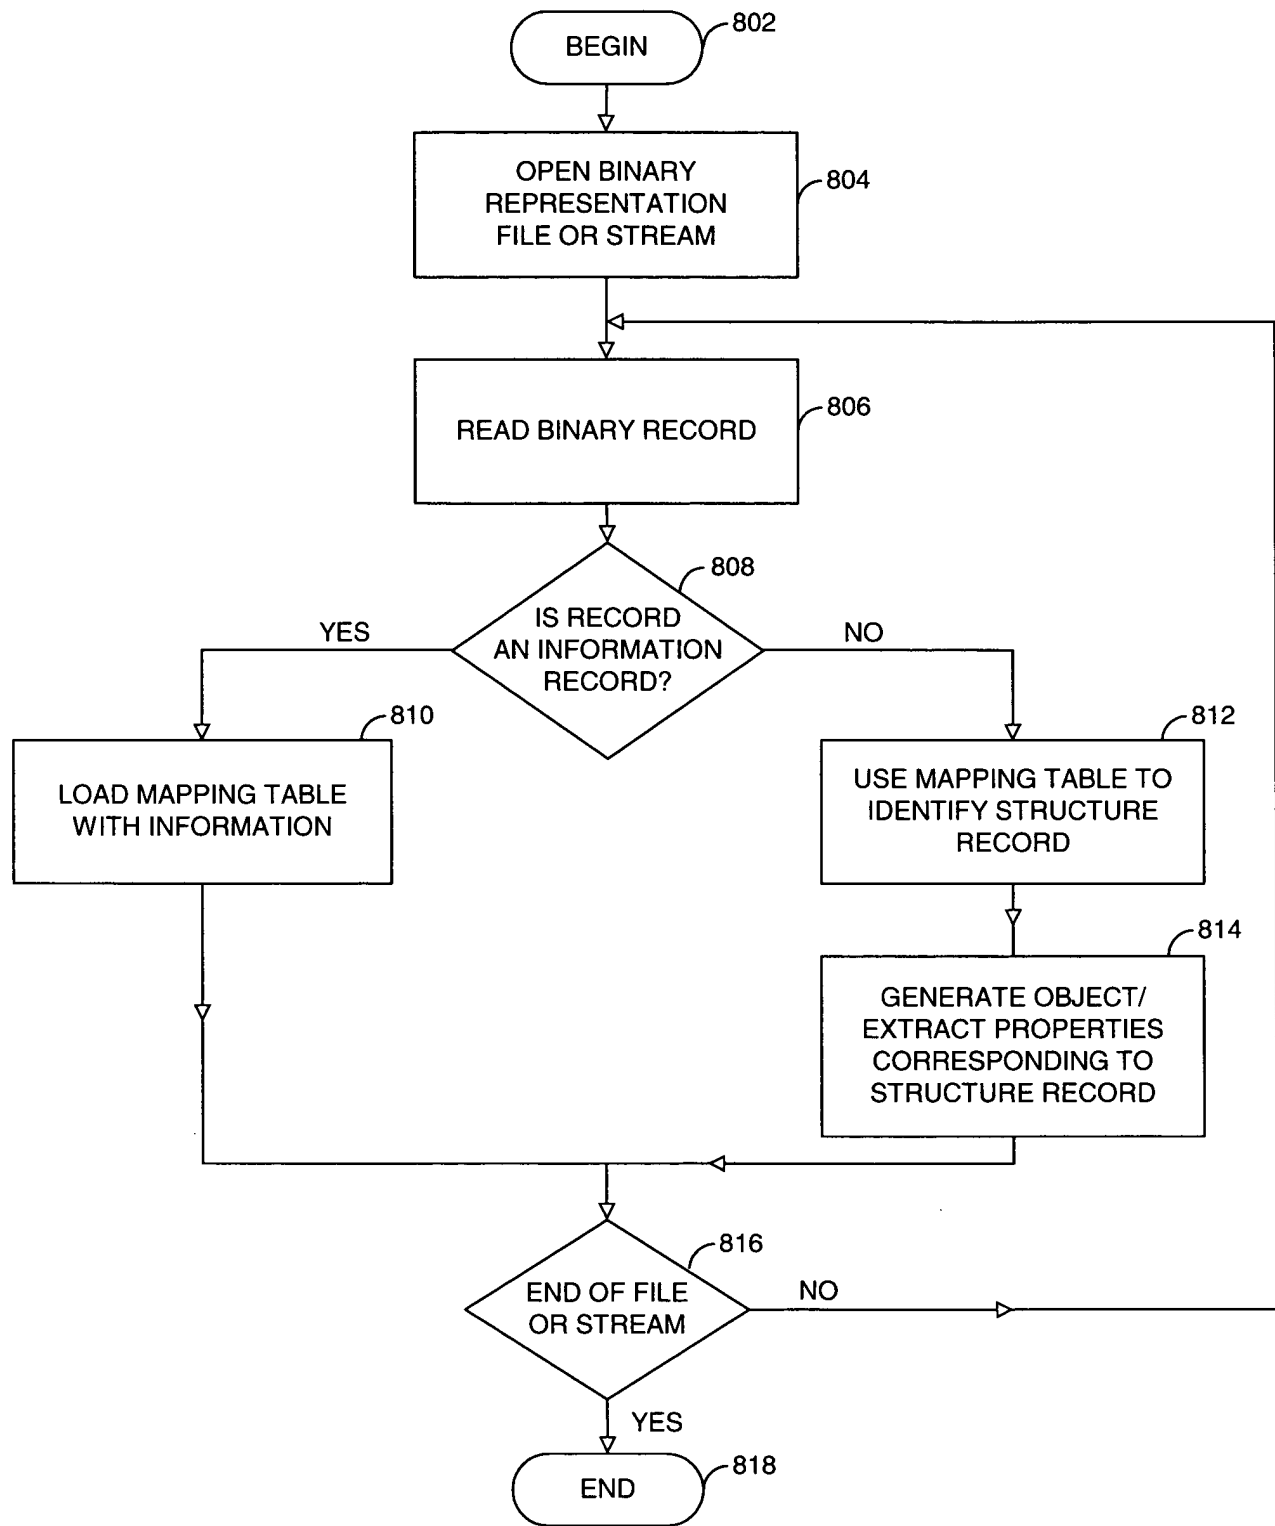 BEGIN
802
OPEN BINARY
REPRESENTATION
FILE OR STREAM
804
READ BINARY RECORD
806
IS RECORD
AN INFORMATION
RECORD?
808
YES
NO
LOAD MAPPING TABLE
WITH INFORMATION
810
USE MAPPING TABLE TO
IDENTIFY STRUCTURE
RECORD
812
GENERATE OBJECT/
EXTRACT PROPERTIES
CORRESPONDING TO
STRUCTURE RECORD
814
END OF FILE
OR STREAM
816
NO
YES
END
818